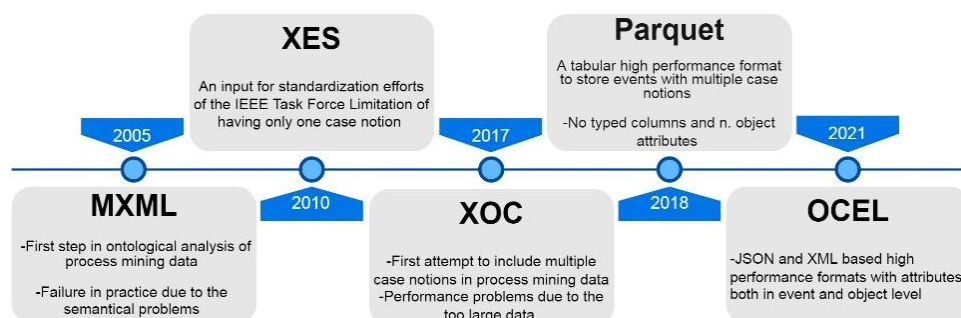 XES
An input for standardization efforts
of the IEEE Task Force Limitation of
having only one case notion
Parquet
A tabular high performance format
to store events with multiple case
notions
-No typed columns and n. object
attributes
2005
2017
2021
2010
2018
MXML
-First step in ontological analysis of
process mining data
-Failure in practice due to the
semantical problems
XOC
-First attempt to include multiple
case notions in process mining data
-Performance problems due to the
too large data
OCEL
-JSON and XML based high
performance formats with attributes
both in event and object level